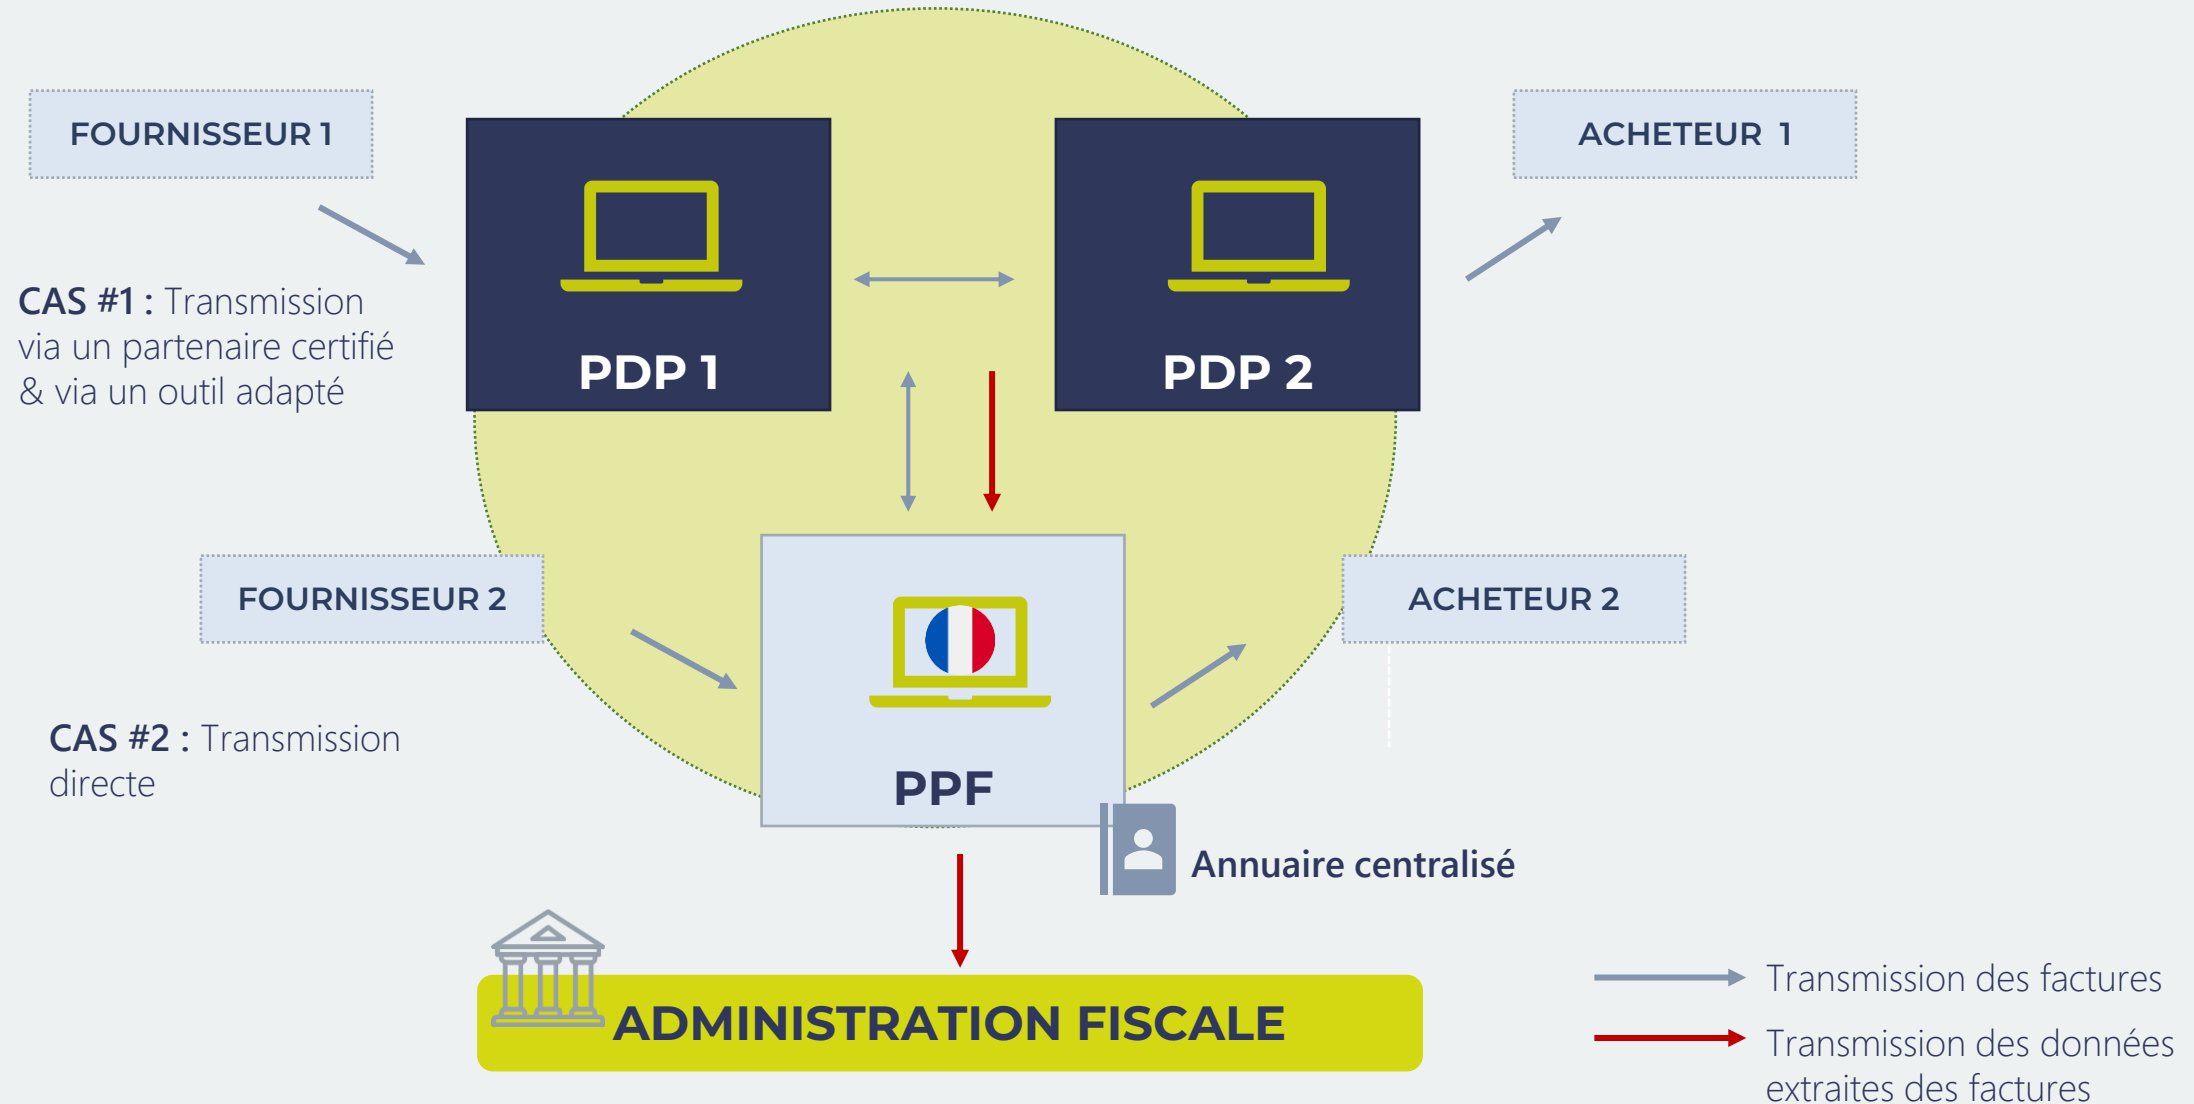 FOURNISSEUR 1
ACHETEUR 1
CAS #1 : Transmission
via un partenaire certifié
& via un outil adapté
PDP 1
PDP 2
FOURNISSEUR 2
ACHETEUR 2
CAS #2 : Transmission
directe
PPF
Annuaire centralisé
ADMINISTRATION FISCALE
Transmission des factures
Transmission des données
extraites des factures